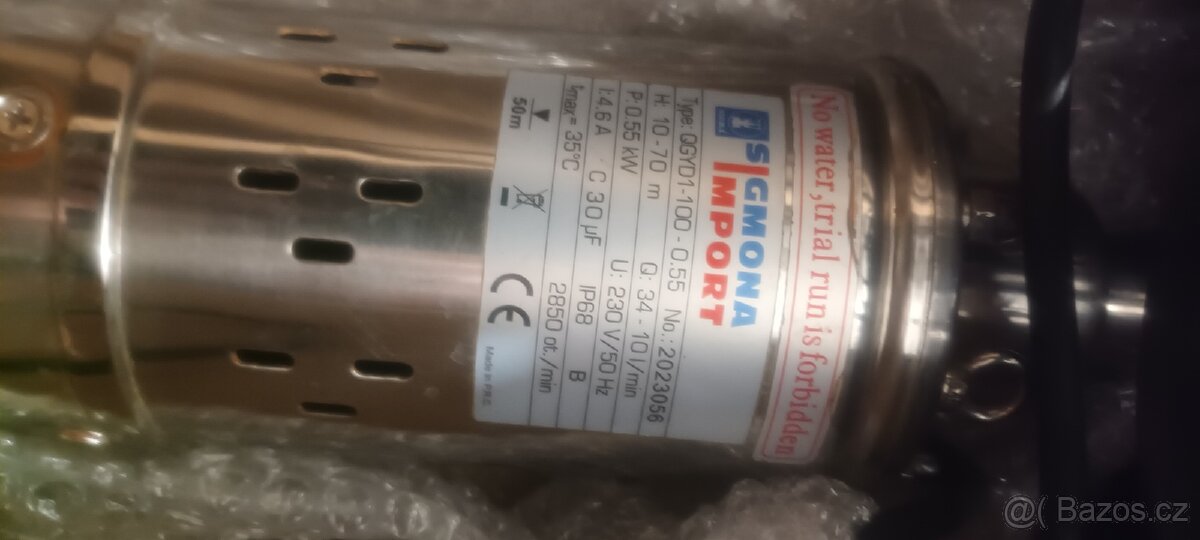 No water,trial run is forbidden
SIGMONA
IMPORT
Type: QGYD1-100 - 0.55 No.: 2023056
H: 10 - 70 m Q: 34 - 10 l/min
P: 0.55 kW U: 230 V/50 Hz
I: 4,6 A C 30 µF IP68 B
tmax= 35°C 2850 ot./min
50m CE
Made in P.R.C.
@( Bazos.cz